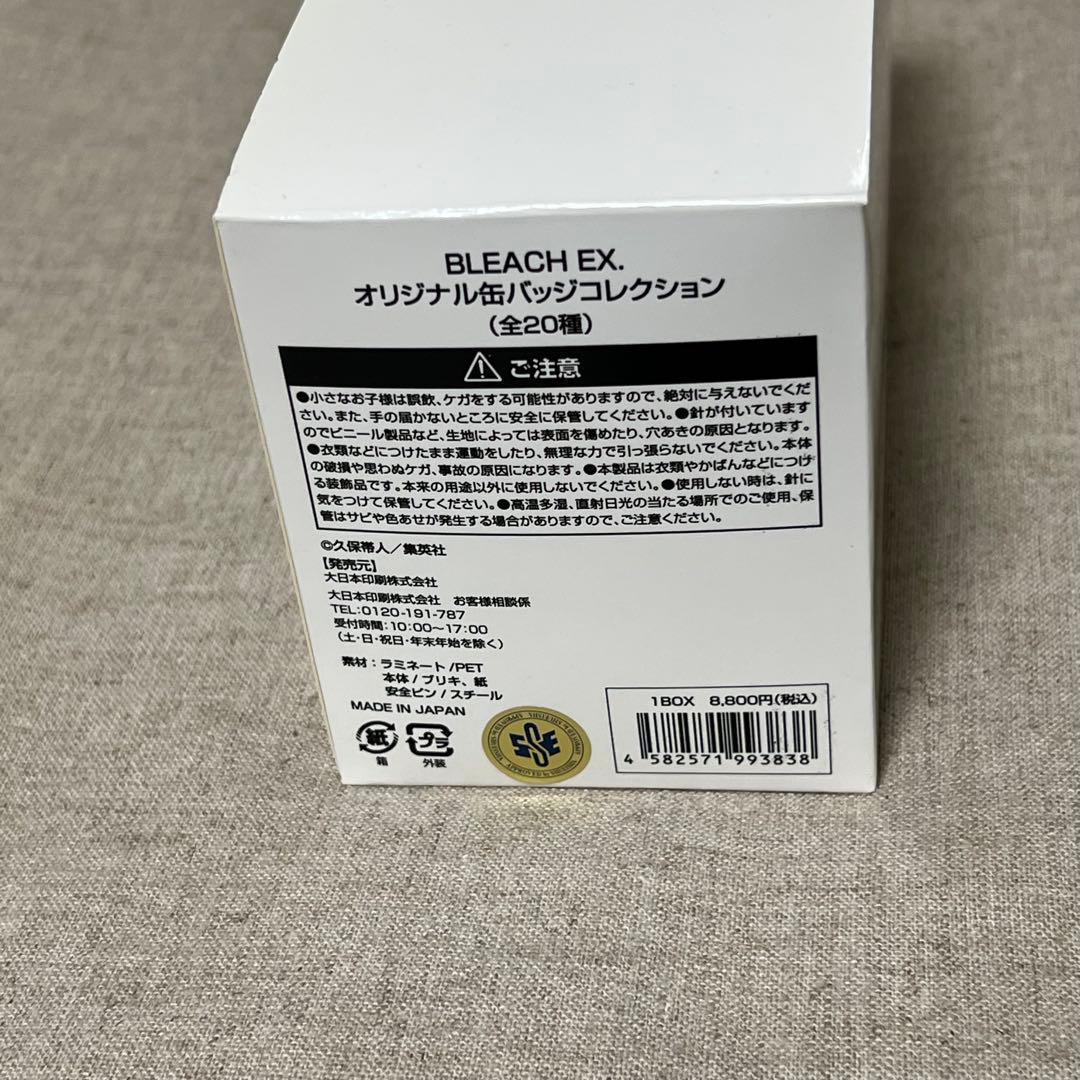 BLEACH EX.
オリジナル缶バッジコレクション
(全20種)
ご注意
●小さなお子様は誤飲、ケガをする可能性がありますので、絶対に与えないでくだ
さい。また、手の届かないところに安全に保管してください。●針が付いています
のでビニール製品など、生地によっては表面を傷めたり、穴あきの原因となります。
●衣類などにつけたまま運動をしたり、無理な力で引っ張らないでください。本体
の破損や思わぬケガ、事故の原因になります。●本製品は衣類やかばんなどにつけ
る装飾品です。本来の用途以外に使用しないでください。●使用しない時は、針に
気をつけて保管してください。●高温多湿、直射日光の当たる場所でのご使用、保
管はサビや色あせが発生する場合がありますので、ご注意ください。
©久保帯人／集英社
【発売元】
大日本印刷株式会社
大日本印刷株式会社 お客様相談係
TEL:0120-191-787
受付時間:10:00〜17:00
(土・日・祝日・年末年始を除く)
素材:ラミネート/PET
本体/ブリキ、紙
安全ピン/スチール
MADE IN JAPAN
紙
箱
プラ
外装
1BOX 8,800円(税込)
4 582571 993838